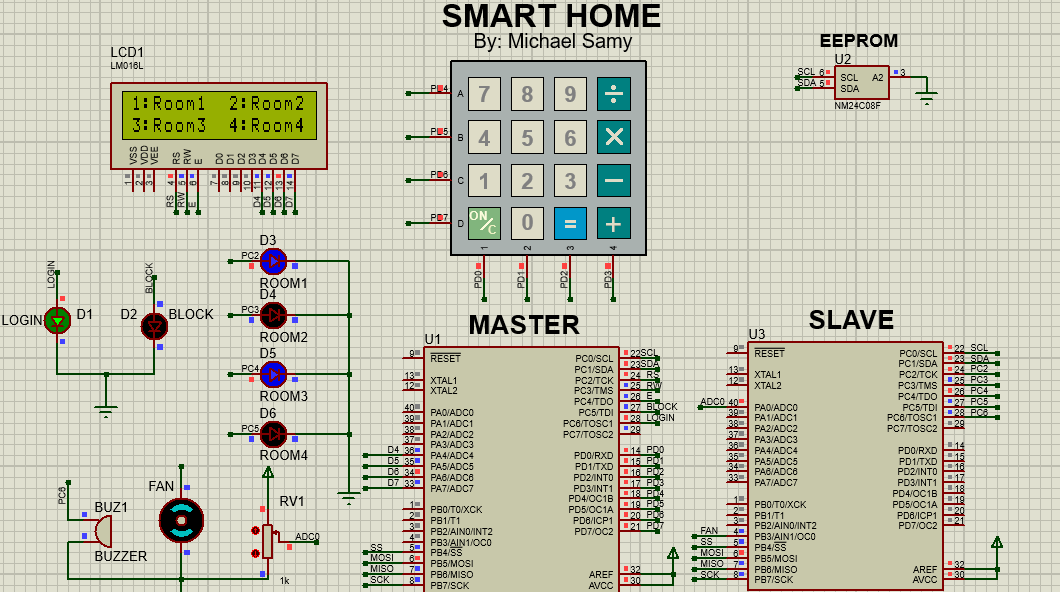 SMART HOME
By: Michael Samy
LCD1
LM016L
1:Room1 2:Room2
3:Room3 4:Room4
VSS VDD VEE RS RW E D0 D1 D2 D3 D4 D5 D6 D7
1 2 3 4 5 6 7 8 9 10 11 12 13 14
RS RW E D4 D5 D6 D7
7 8 9 ÷
4 5 6 ×
1 2 3 −
ON/C 0 = +
A
B
C
D
1 2 3 4
PD4
PD5
PD6
PD7
PD0 PD1 PD2 PD3
EEPROM
U2
SCL 6 SCL A2 3
SDA 5 SDA
NM24C08F
LOGIN
BLOCK
LOGIN D1
D2 BLOCK
D3
PC2
ROOM1
D4
PC3
ROOM2
D5
PC4
ROOM3
D6
PC5
ROOM4
PC6
BUZ1
BUZZER
FAN
RV1
ADC0
1k
MASTER
U1
9 RESET
13 XTAL1
12 XTAL2
40 PA0/ADC0
39 PA1/ADC1
38 PA2/ADC2
37 PA3/ADC3
D4 36 PA4/ADC4
D5 35 PA5/ADC5
D6 34 PA6/ADC6
D7 33 PA7/ADC7
1 PB0/T0/XCK
2 PB1/T1
3 PB2/AIN0/INT2
4 PB3/AIN1/OC0
SS 5 PB4/SS
MOSI 6 PB5/MOSI
MISO 7 PB6/MISO
SCK 8 PB7/SCK
PC0/SCL 22 SCL
PC1/SDA 23 SDA
PC2/TCK 24 RS
PC3/TMS 25 RW
PC4/TDO 26 E
PC5/TDI 27 BLOCK
PC6/TOSC1 28 LOGIN
PC7/TOSC2 29
PD0/RXD 14 PD0
PD1/TXD 15 PD1
PD2/INT0 16 PD2
PD3/INT1 17 PD3
PD4/OC1B 18 PD4
PD5/OC1A 19 PD5
PD6/ICP1 20 PD6
PD7/OC2 21 PD7
AREF 32
AVCC 30
SLAVE
U3
9 RESET
13 XTAL1
12 XTAL2
ADC0 40 PA0/ADC0
39 PA1/ADC1
38 PA2/ADC2
37 PA3/ADC3
36 PA4/ADC4
35 PA5/ADC5
34 PA6/ADC6
33 PA7/ADC7
1 PB0/T0/XCK
2 PB1/T1
3 PB2/AIN0/INT2
FAN 4 PB3/AIN1/OC0
SS 5 PB4/SS
MOSI 6 PB5/MOSI
MISO 7 PB6/MISO
SCK 8 PB7/SCK
PC0/SCL 22 SCL
PC1/SDA 23 SDA
PC2/TCK 24 PC2
PC3/TMS 25 PC3
PC4/TDO 26 PC4
PC5/TDI 27 PC5
PC6/TOSC1 28 PC6
PC7/TOSC2 29
PD0/RXD 14
PD1/TXD 15
PD2/INT0 16
PD3/INT1 17
PD4/OC1B 18
PD5/OC1A 19
PD6/ICP1 20
PD7/OC2 21
AREF 32
AVCC 30